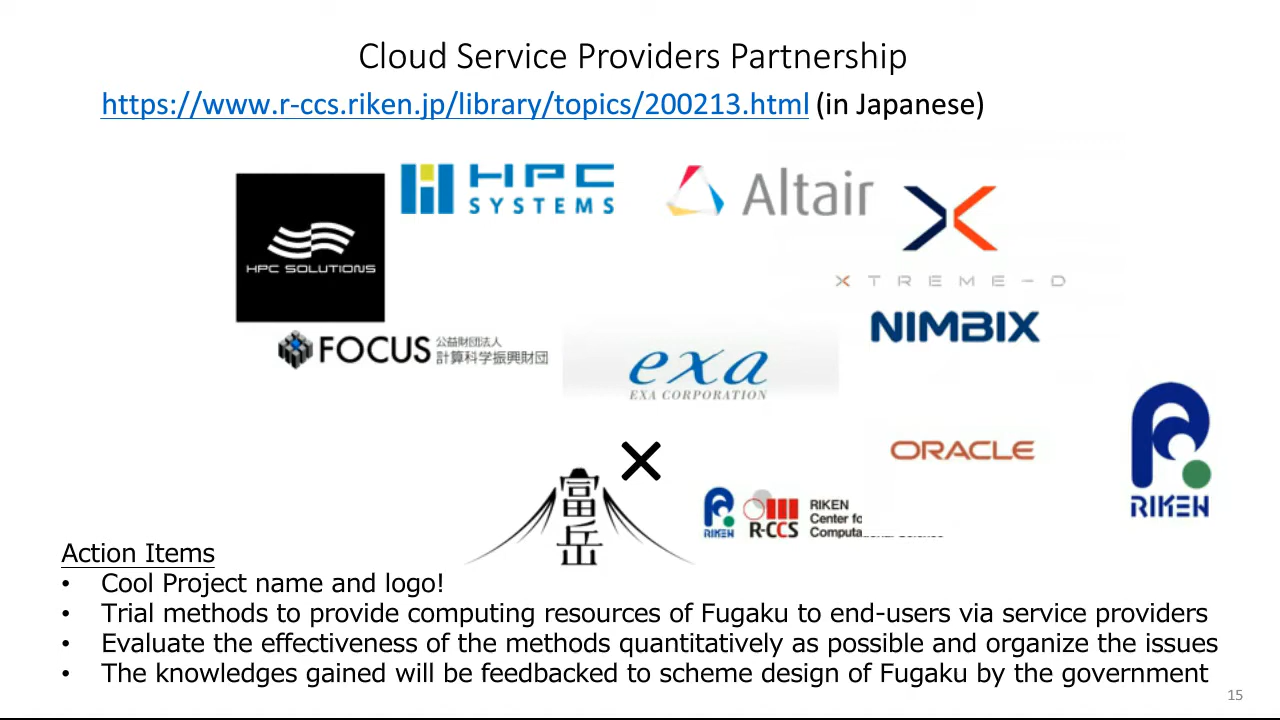 Cloud Service Providers Partnership
https://www.r-ccs.riken.jp/library/topics/200213.html (in Japanese)
HPC SYSTEMS
Altair
HPC SOLUTIONS
XTREME-D
NIMBIX
FOCUS 公益財団法人 計算科学振興財団
exa
EXA CORPORATION
ORACLE
RIKEN
富岳
RIKEN
R-CCS
RIKEN
Center for
Computational Science
Action Items
• Cool Project name and logo!
• Trial methods to provide computing resources of Fugaku to end-users via service providers
• Evaluate the effectiveness of the methods quantitatively as possible and organize the issues
• The knowledges gained will be feedbacked to scheme design of Fugaku by the government
15